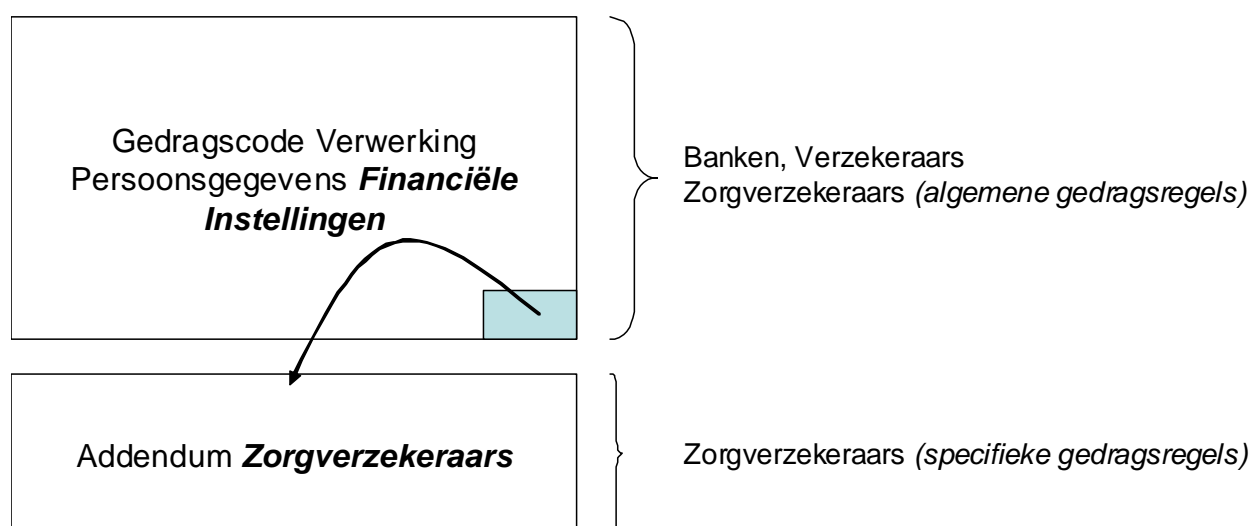 Gedragscode Verwerking
Persoonsgegevens Financiële
Instellingen
Banken, Verzekeraars
Zorgverzekeraars (algemene gedragsregels)
Addendum Zorgverzekeraars
Zorgverzekeraars (specifieke gedragsregels)